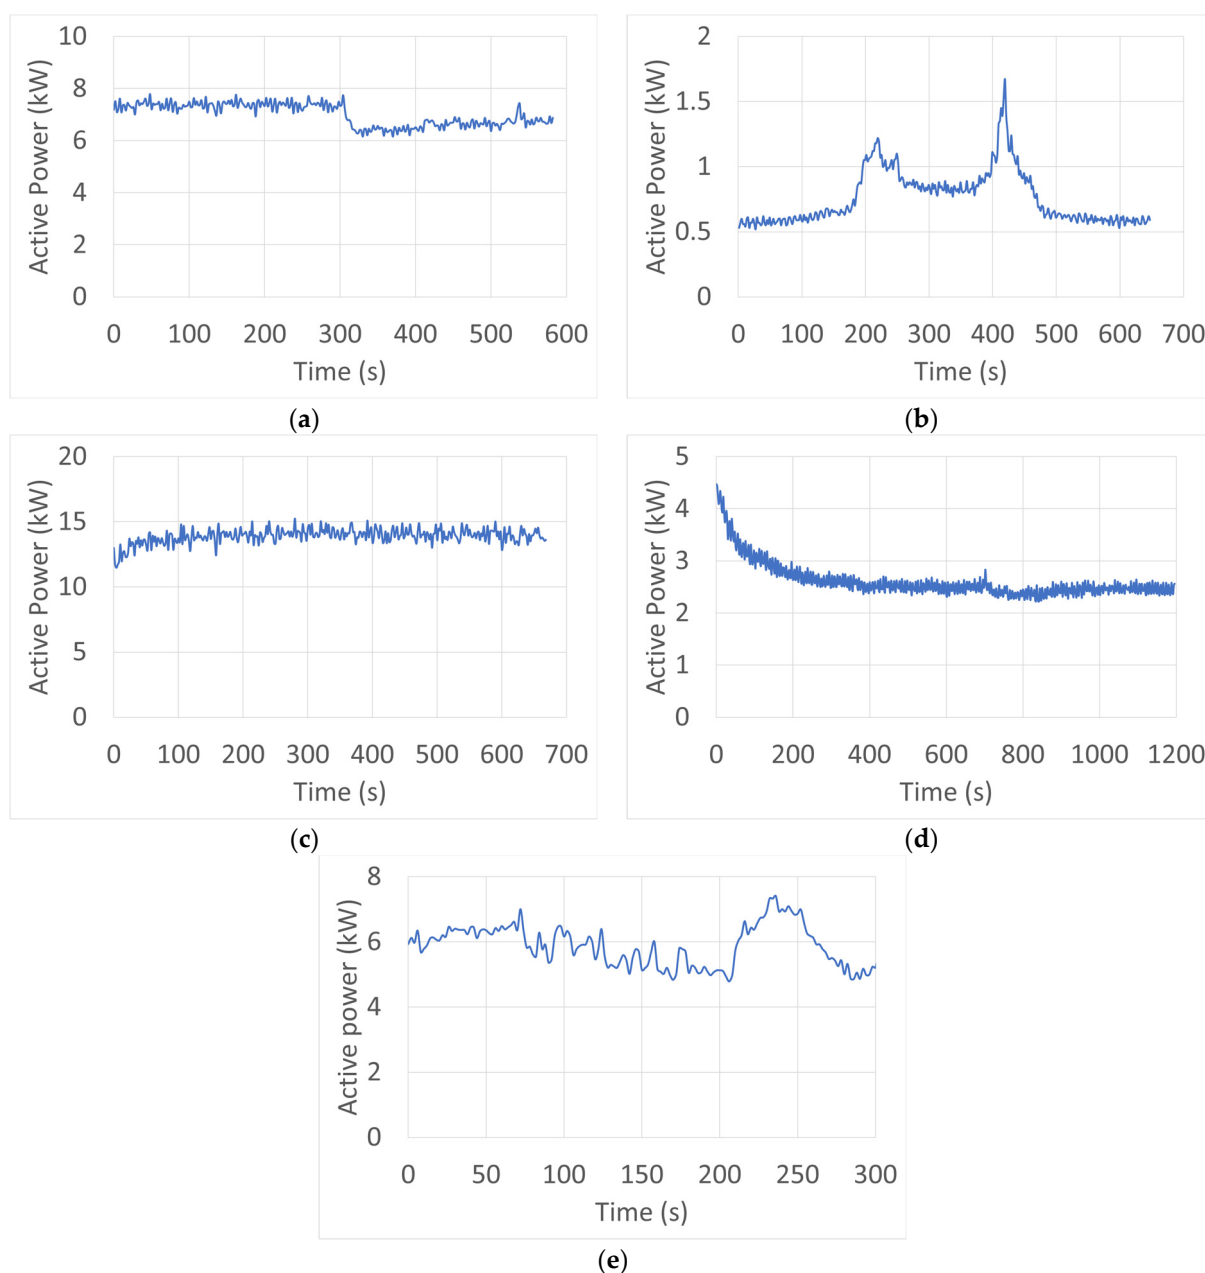 10
8
6
4
2
0
Active Power (kW)
0 100 200 300 400 500 600
Time (s)
(a)
2
1.5
1
0.5
0
Active Power (kW)
0 100 200 300 400 500 600 700
Time (s)
(b)
20
15
10
5
0
Active Power (kW)
0 100 200 300 400 500 600 700
Time (s)
(c)
5
4
3
2
1
0
Active Power (kW)
0 200 400 600 800 1000 1200
Time (s)
(d)
8
6
4
2
0
Active power (kW)
0 50 100 150 200 250 300
Time (s)
(e)